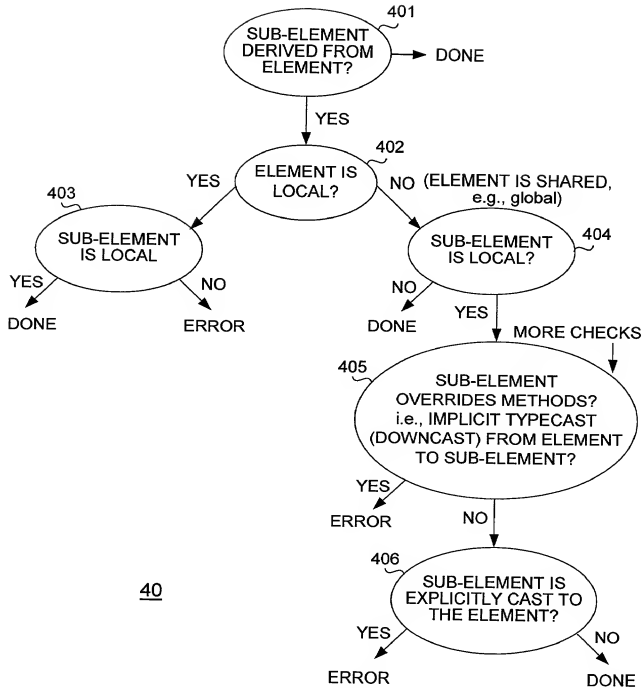 401
SUB-ELEMENT
DERIVED FROM
ELEMENT?
DONE
YES
402
ELEMENT IS
LOCAL?
YES
NO (ELEMENT IS SHARED,
e.g., global)
403
SUB-ELEMENT
IS LOCAL
YES
NO
DONE
ERROR
404
SUB-ELEMENT
IS LOCAL?
NO
DONE
YES
MORE CHECKS
405
SUB-ELEMENT
OVERRIDES METHODS?
i.e., IMPLICIT TYPECAST
(DOWNCAST) FROM ELEMENT
TO SUB-ELEMENT?
YES
ERROR
NO
406
SUB-ELEMENT IS
EXPLICITLY CAST TO
THE ELEMENT?
YES
ERROR
NO
DONE
40